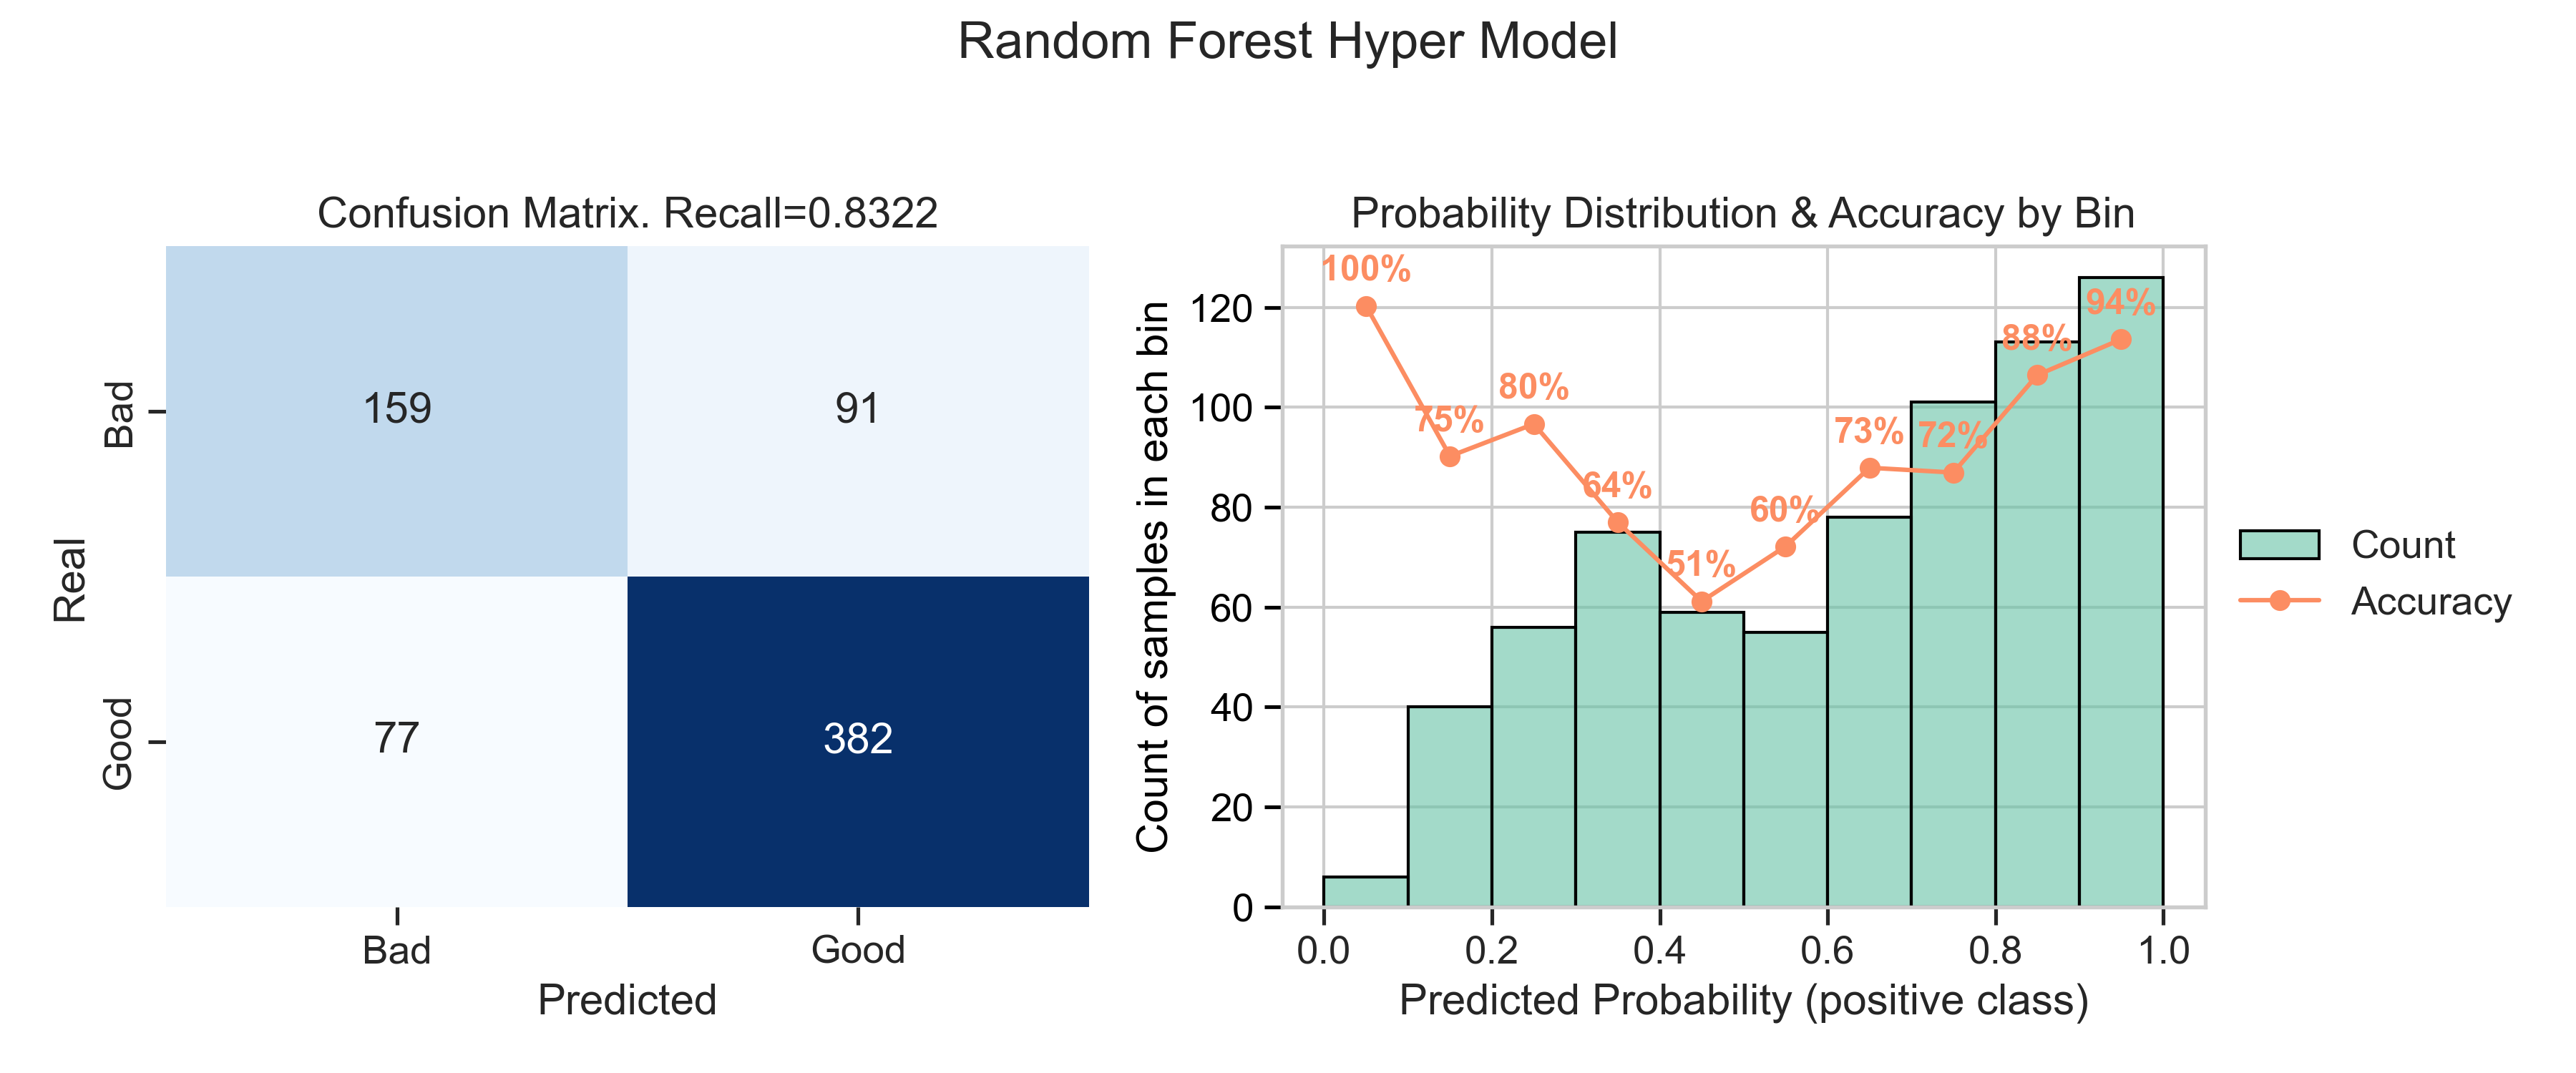 Random Forest Hyper Model
Confusion Matrix. Recall=0.8322
Real
Bad
Good
159
91
77
382
Bad
Good
Predicted
Probability Distribution & Accuracy by Bin
Count of samples in each bin
120
100
80
60
40
20
0
100%
75%
80%
64%
51%
60%
73%
72%
88%
94%
0.0
0.2
0.4
0.6
0.8
1.0
Predicted Probability (positive class)
Count
Accuracy